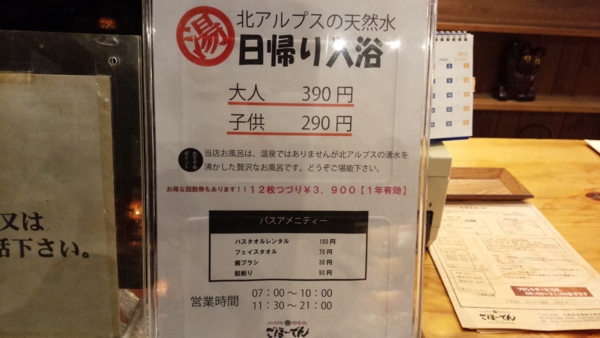 湯
北アルプスの天然水
日帰り入浴
大人 390円
子供 290円
当店お風呂は、温泉ではありませんが北アルプスの湧水を
沸かした贅沢なお風呂です。どうぞご堪能下さい。
お得な回数券もあります!! 12枚つづり¥3,900[1年有効]
バスアメニティー
バスタオルレンタル 150円
フェイスタオル 70円
歯ブラシ 30円
髭剃り 50円
営業時間 07:00～10:00
11:30～21:00
ごほーでん
又は
話下さい。